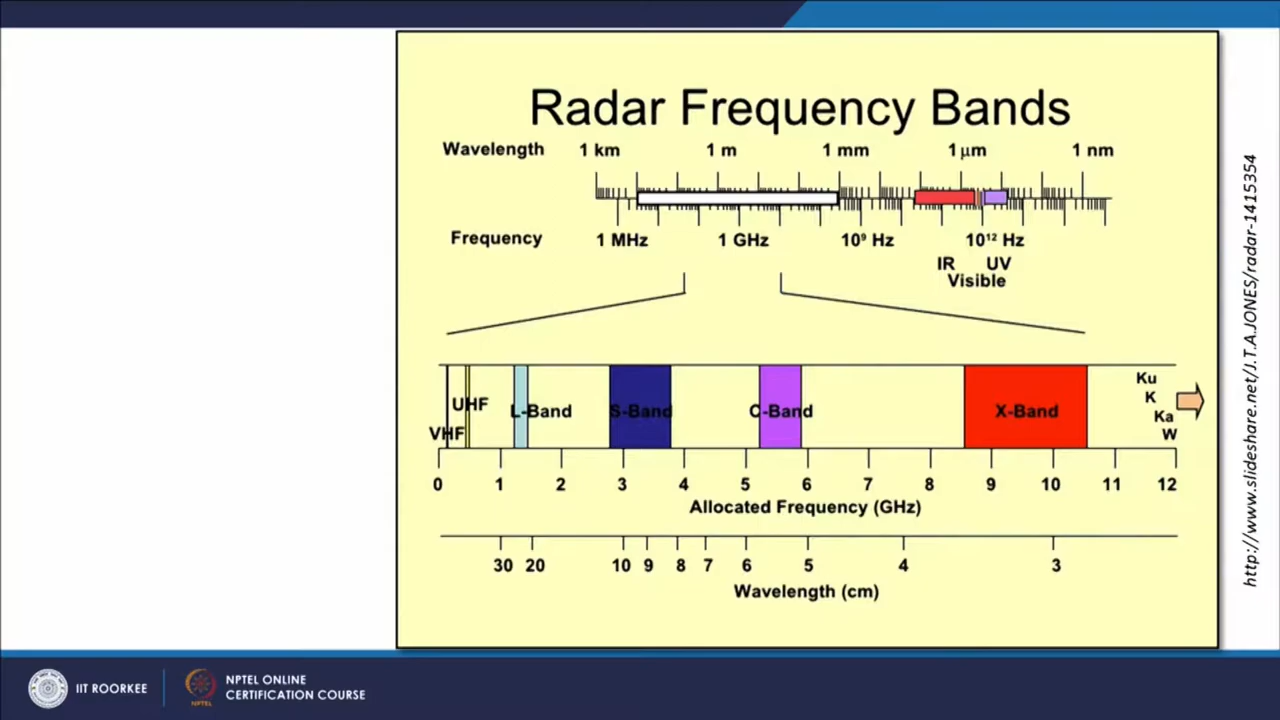 Radar Frequency Bands
Wavelength 1 km 1 m 1 mm 1 μm 1 nm
Frequency 1 MHz 1 GHz 10⁹ Hz 10¹² Hz
IR UV
Visible
Ku
UHF L-Band S-Band C-Band X-Band K
Ka
VHF W
0 1 2 3 4 5 6 7 8 9 10 11 12
Allocated Frequency (GHz)
30 20 10 9 8 7 6 5 4 3
Wavelength (cm)
http://www.slideshare.net/J.T.A.JONES/radar-1415354
IIT ROORKEE
NPTEL
NPTEL ONLINE
CERTIFICATION COURSE